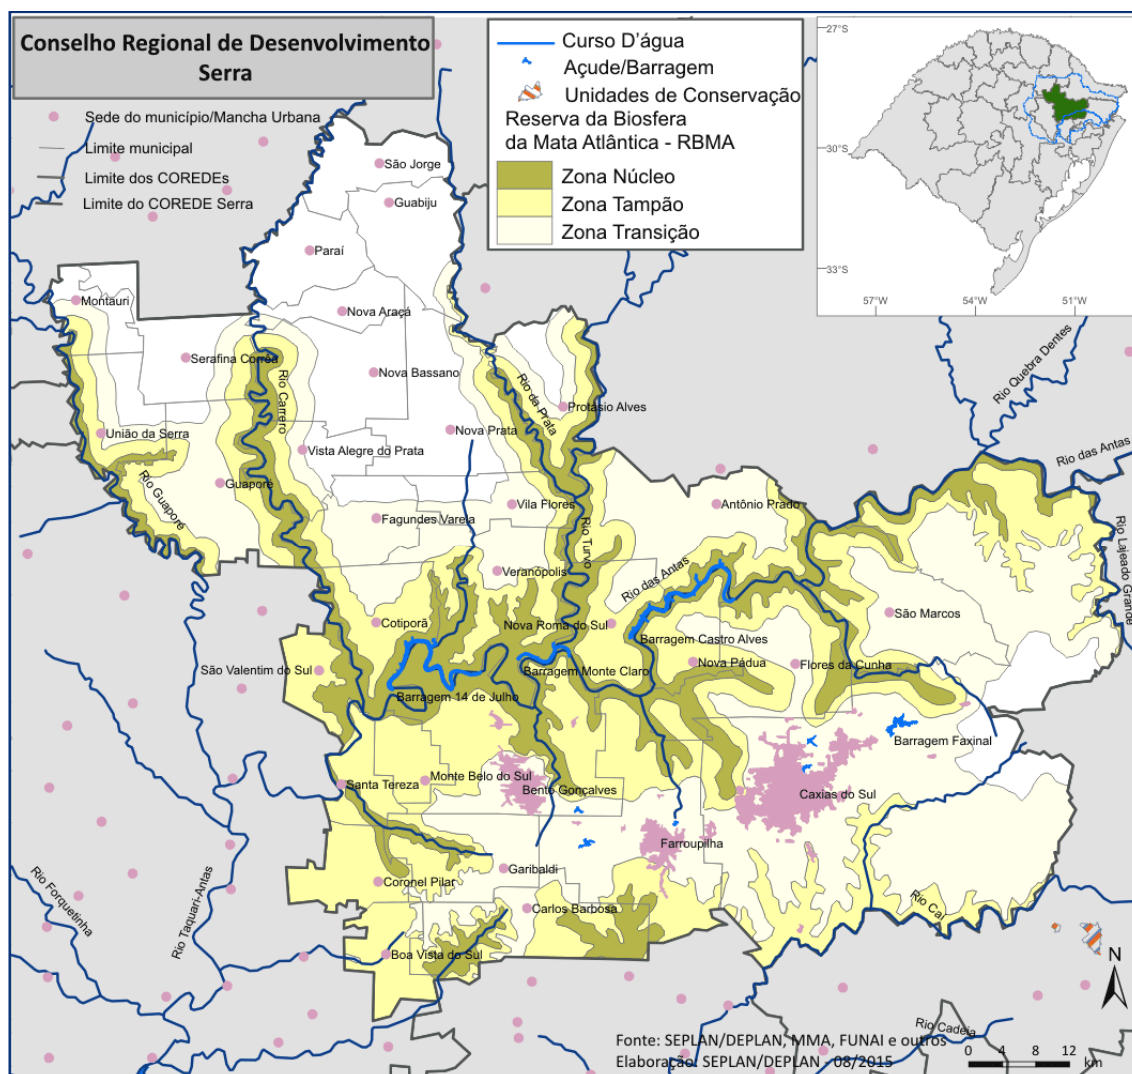 Conselho Regional de Desenvolvimento
Serra
Sede do município/Mancha Urbana
Limite municipal
Limite dos COREDEs
Limite do COREDE Serra
Curso D'água
Açude/Barragem
Unidades de Conservação
Reserva da Biosfera
da Mata Atlântica - RBMA
Zona Núcleo
Zona Tampão
Zona Transição
27°S
30°S
33°S
57°W
54°W
51°W
São Jorge
Guabiju
Paraí
Montauri
Nova Araçá
Serafina Corrêa
Nova Bassano
Rio Carrero
Rio da Prata
Protásio Alves
Rio Quebra Dentes
União da Serra
Nova Prata
Vista Alegre do Prata
Rio das Antas
Guaporé
Rio Guaporé
Vila Flores
Antônio Prado
Fagundes Varela
Rio Turvo
Rio Lajeado Grande
Veranópolis
Rio das Antas
Cotiporã
Nova Roma do Sul
São Marcos
Barragem Castro Alves
São Valentim do Sul
Barragem Monte Claro
Nova Pádua
Flores da Cunha
Barragem 14 de Julho
Barragem Faxinal
Santa Tereza
Monte Belo do Sul
Bento Gonçalves
Caxias do Sul
Farroupilha
Garibaldi
Coronel Pilar
Rio Forquetinha
Rio Taquari-Antas
Carlos Barbosa
Rio Caí
Boa Vista do Sul
N
Rio Cadeia
Fonte: SEPLAN/DEPLAN, MMA, FUNAI e outros
Elaboração: SEPLAN/DEPLAN - 08/2015
0 4 8 12
km